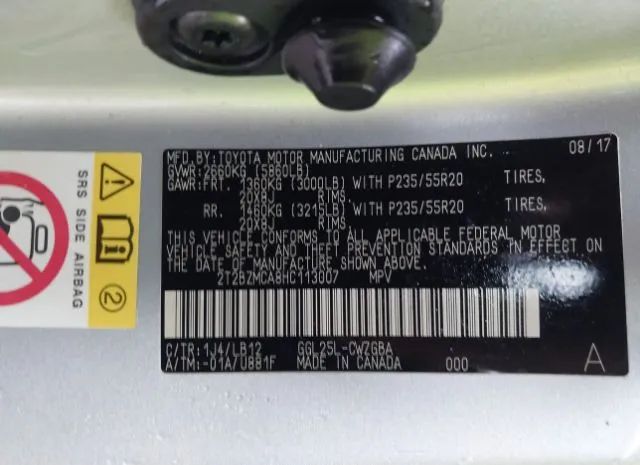 MFD. BY: TOYOTA MOTOR MANUFACTURING CANADA INC. 08/17
GVWR: 2660KG (5860LB)
GAWR: FRT. 1360KG (3000LB) WITH P235/55R20 TIRES,
20X8J RIMS,
RR. 1460KG (3215LB) WITH P235/55R20 TIRES,
20X8J RIMS.
THIS VEHICLE CONFORMS TO ALL APPLICABLE FEDERAL MOTOR
VEHICLE SAFETY AND THEFT PREVENTION STANDARDS IN EFFECT ON
THE DATE OF MANUFACTURE SHOWN ABOVE.
2T2BZMCA8HC113007 MPV
C/TR: 1J4/LB12 GGL25L-CWZGBA
A/TM: -01A/U881F MADE IN CANADA 000 A
SRS SIDE AIRBAG
2